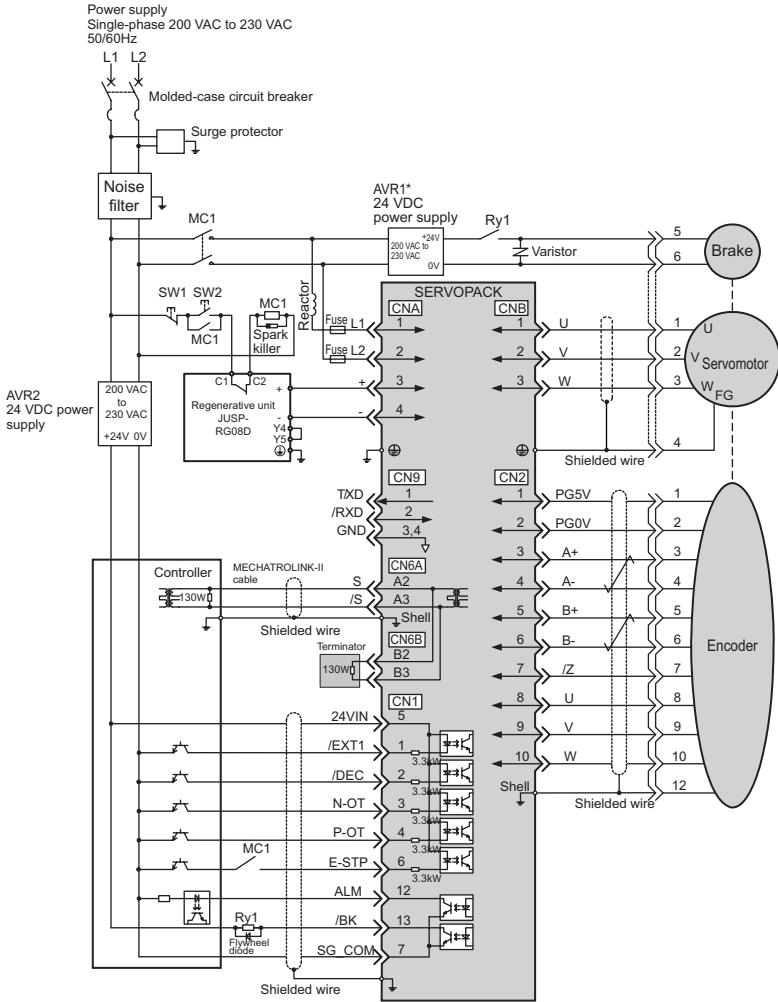 Power supply
Single-phase 200 VAC to 230 VAC
50/60Hz
L1 L2
Molded-case circuit breaker
Surge protector
Noise
filter
MC1
AVR1*
24 VDC
power supply
+24V
200 VAC to
230 VAC
0V
Ry1
Varistor
5
6
Brake
SW1 SW2
MC1
MC1
Spark
killer
Reactor
SERVOPACK
CNA
CNB
Fuse L1 1
Fuse L2 2
+ 3
- 4
1 U 1 U
2 V 2 V
3 W 3 W
Servomotor
FG
4
Shielded wire
AVR2
24 VDC power
supply
200 VAC
to
230 VAC
+24V 0V
C1 C2
+
-
Regenerative unit
JUSP-
RG08D
Y4
Y5
CN9
TXD 1
/RXD 2
GND 3,4
CN2
1 PG5V 1
2 PG0V 2
3 A+ 3
4 A- 4
5 B+ 5
6 B- 6
7 /Z 7
8 U 8
9 V 9
10 W 10
Shell 12
Shielded wire
Encoder
Controller
130W
MECHATROLINK-II
cable
CN6A
S A2
/S A3
Shell
Shielded wire
CN6B
Terminator
130W
B2
B3
CN1
24VIN 5
/EXT1 1
3.3kW
/DEC 2
3.3kW
N-OT 3
3.3kW
P-OT 4
3.3kW
MC1
E-STP 6
3.3kW
ALM 12
Ry1
Flywheel
diode
/BK 13
SG_COM 7
Shielded wire